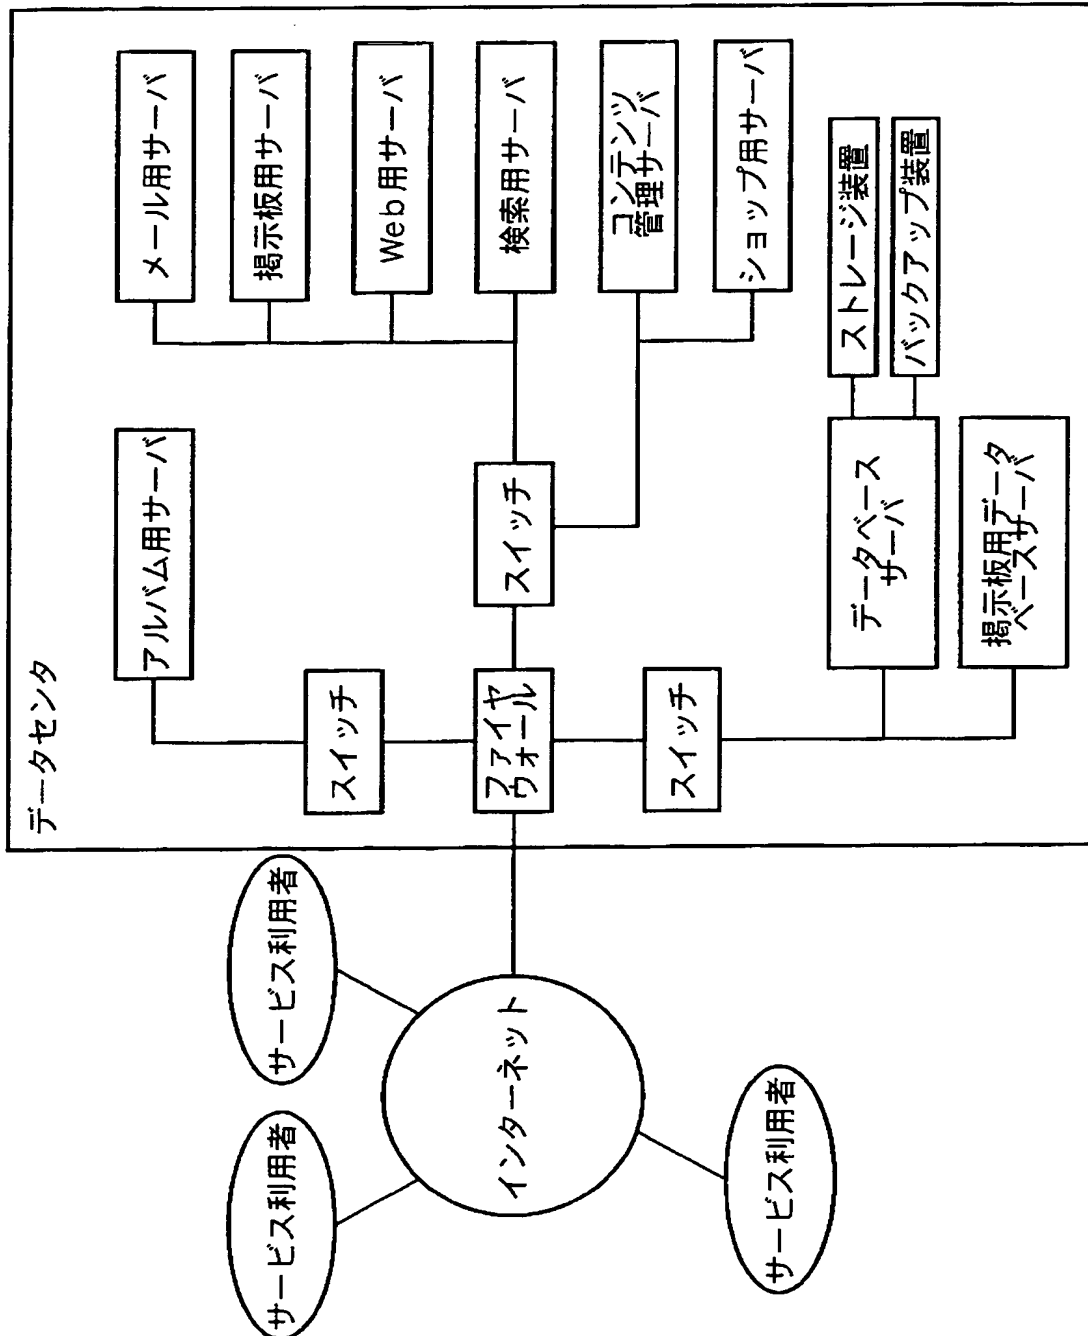 サービス利用者
サービス利用者
サービス利用者
インターネット
データセンタ
ファイヤ
ウォール
スイッチ
スイッチ
スイッチ
アルバム用サーバ
メール用サーバ
掲示板用サーバ
Web用サーバ
検索用サーバ
コンテンツ
管理サーバ
ショップ用サーバ
データベース
サーバ
ストレージ装置
バックアップ装置
掲示板用データ
ベースサーバ